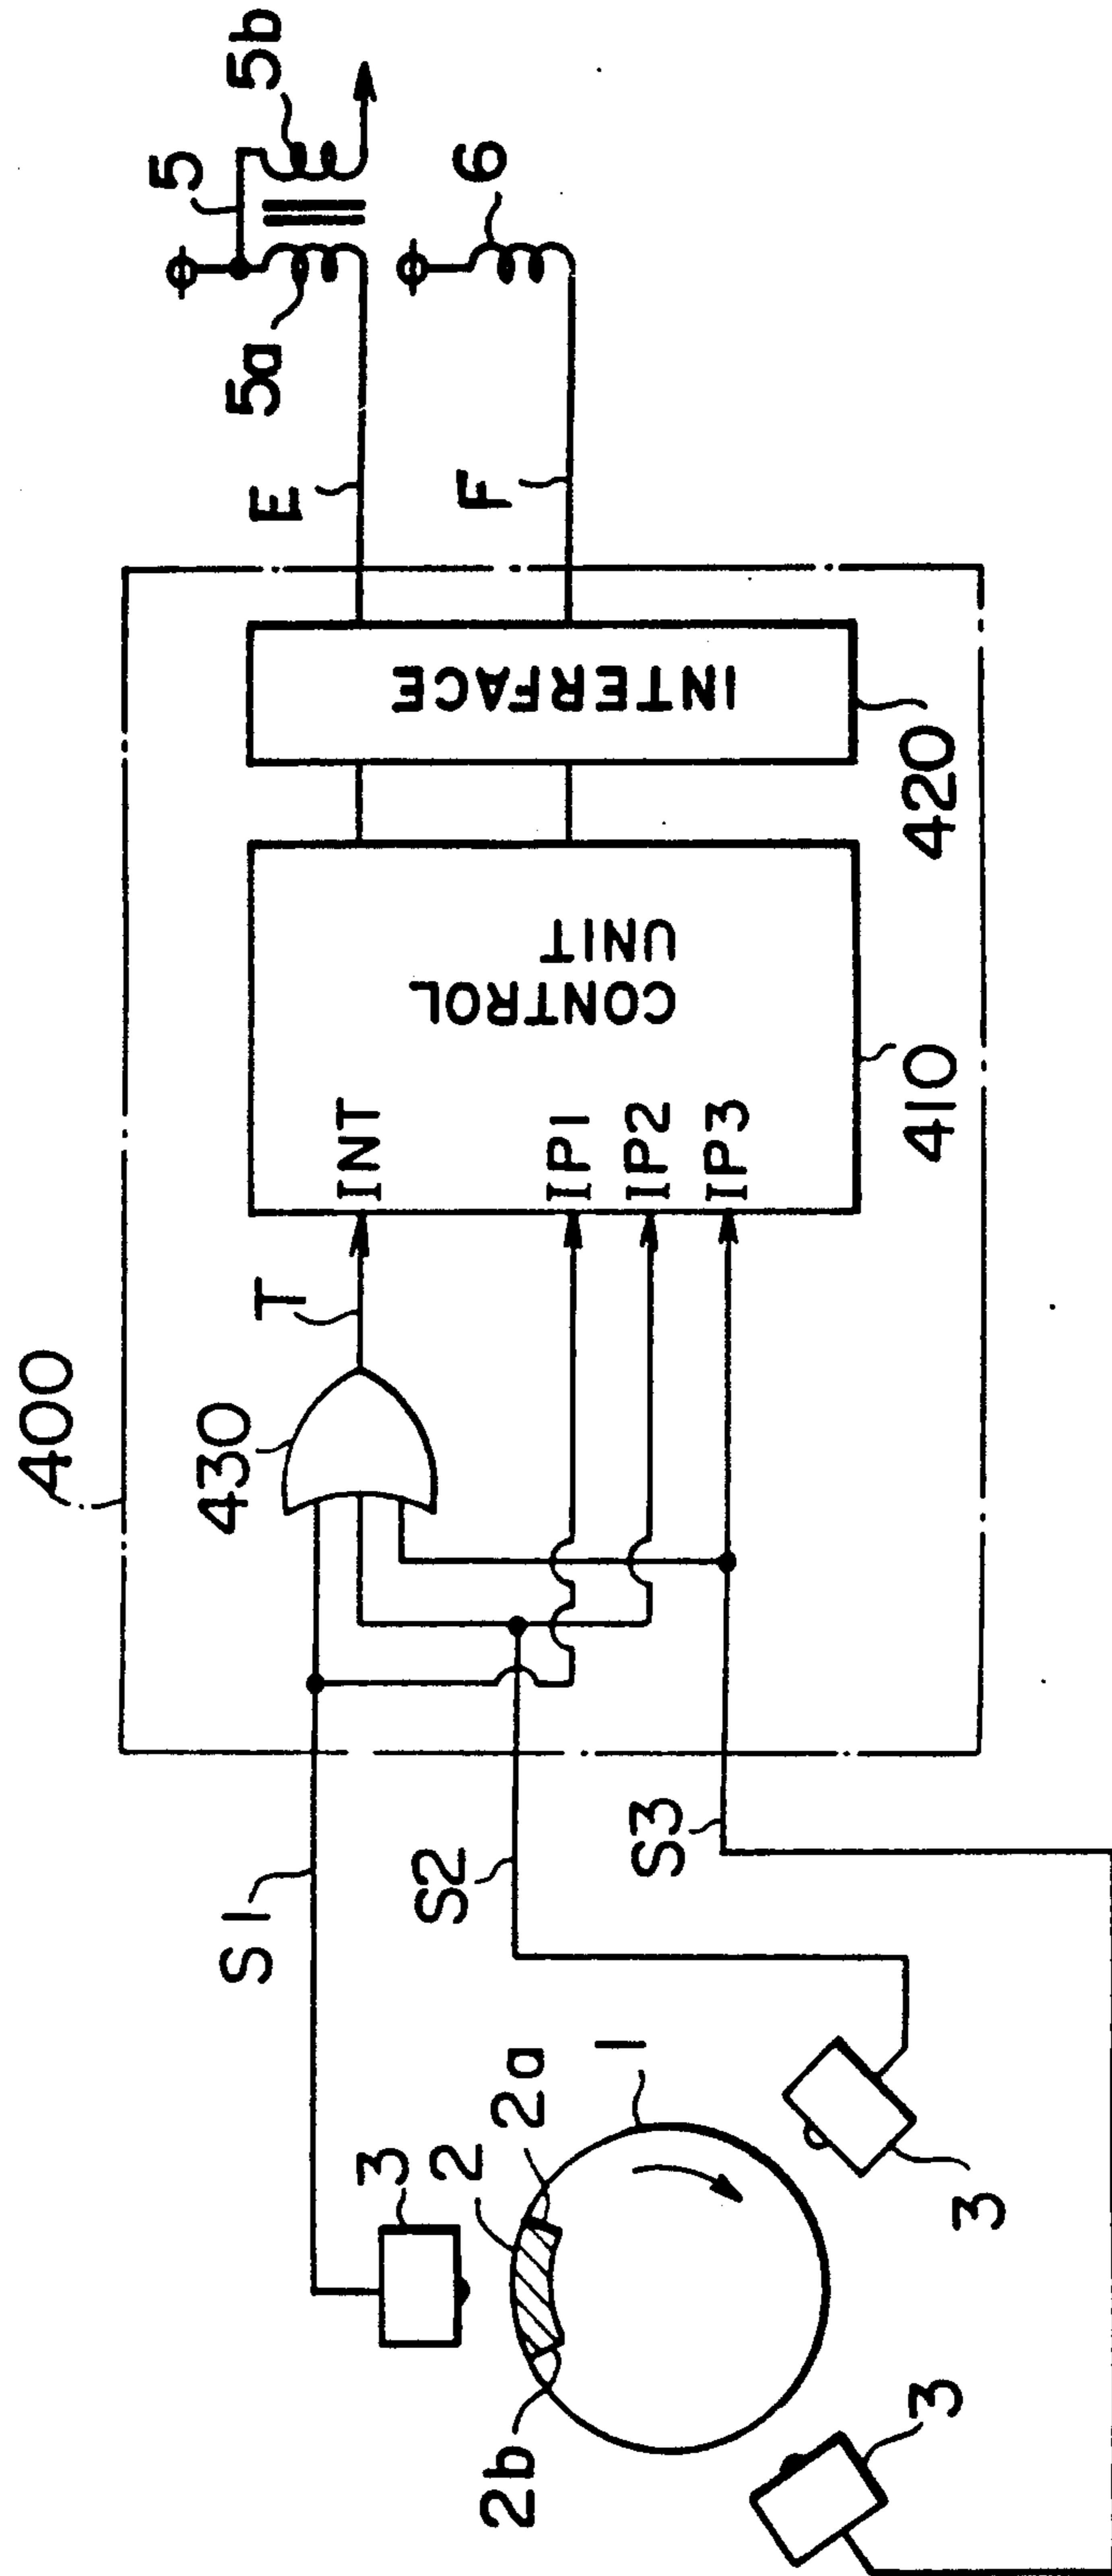 400
430
T
INT
IP1
IP2
IP3
CONTROL
UNIT
410
INTERFACE
420
E
F
5
5a
5b
6
S1
S2
S3
3
2
2a
2b
1
3
3